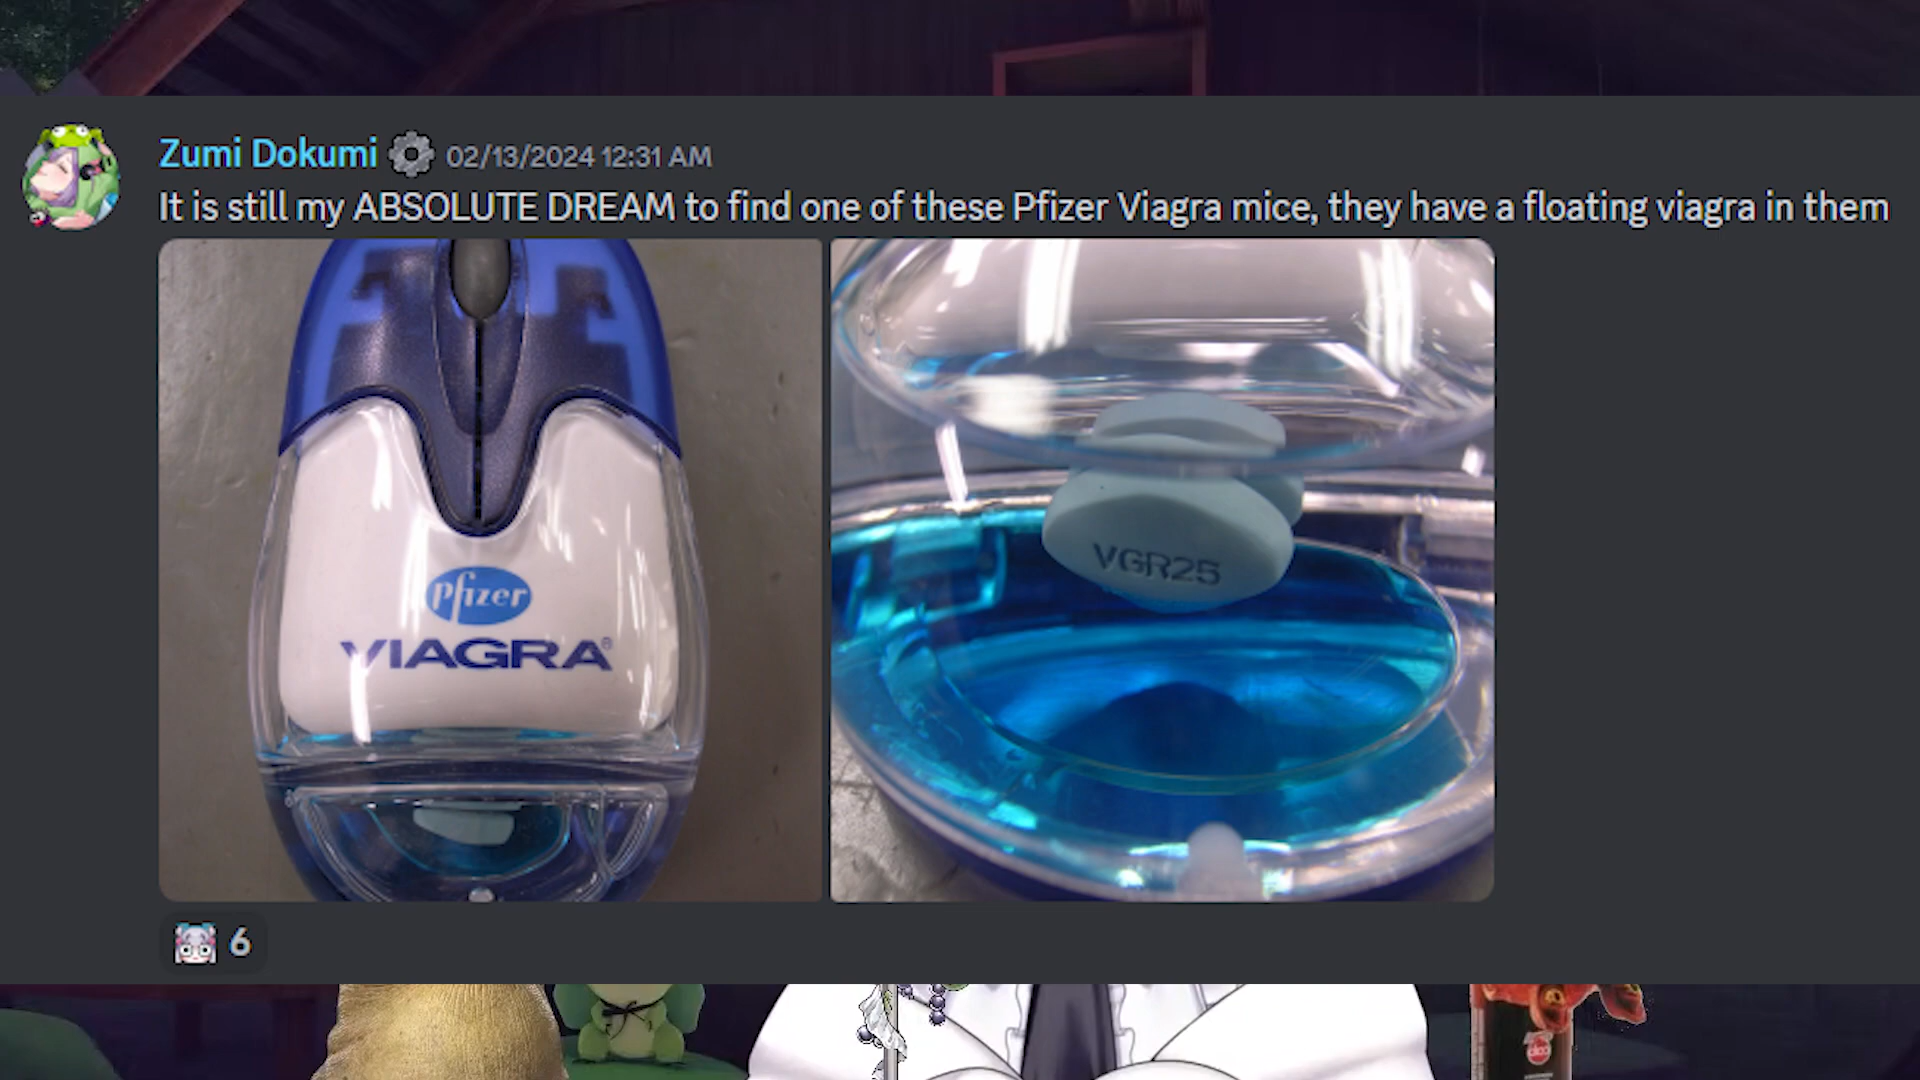 Zumi Dokumi 02/13/2024 12:31 AM
It is still my ABSOLUTE DREAM to find one of these Pfizer Viagra mice, they have a floating viagra in them
Pfizer
VIAGRA®
VGR25
6